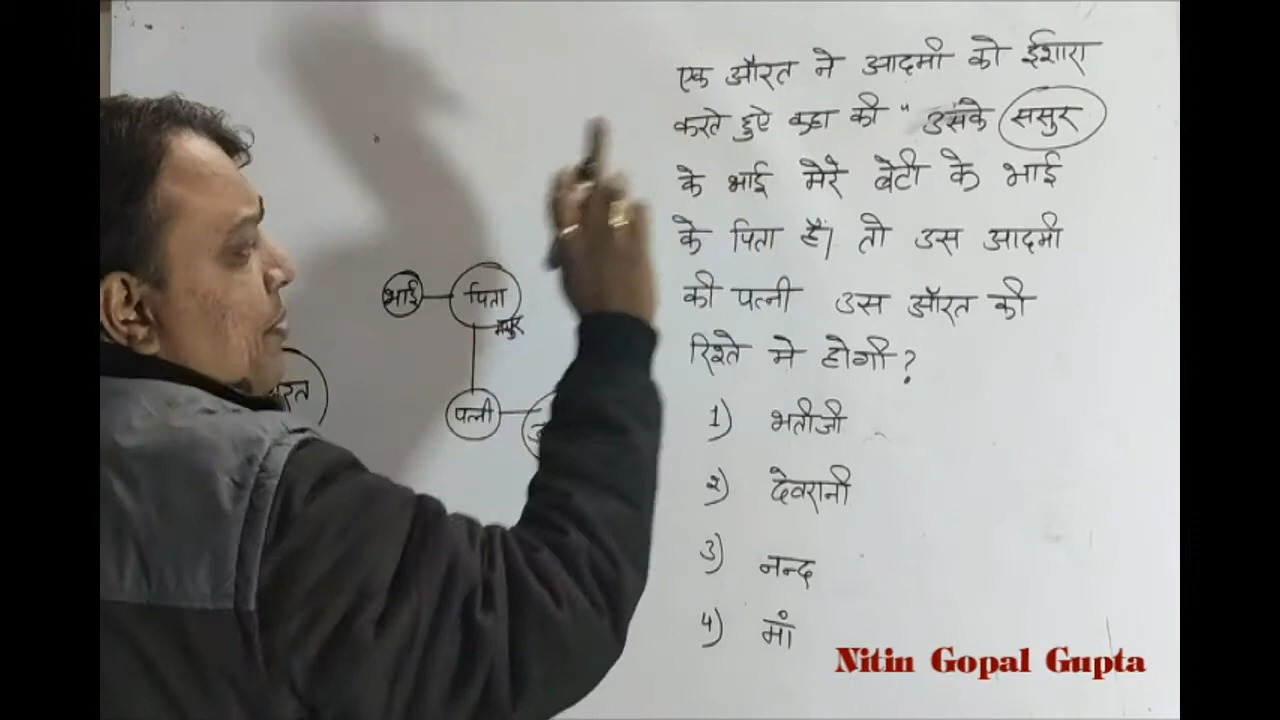 एक औरत ने आदमी को ईशारा
करते हुऐ कहा की " उसके ससुर
के भाई मेरे बेटी के भाई
के पिता हैं। तो उस आदमी
की पत्नी उस औरत की
रिश्ते मे होगी ?
1) भतीजी
2) देवरानी
3) नन्द
4) मां
भाई
पिता
ससुर
पत्नी
Nitin Gopal Gupta